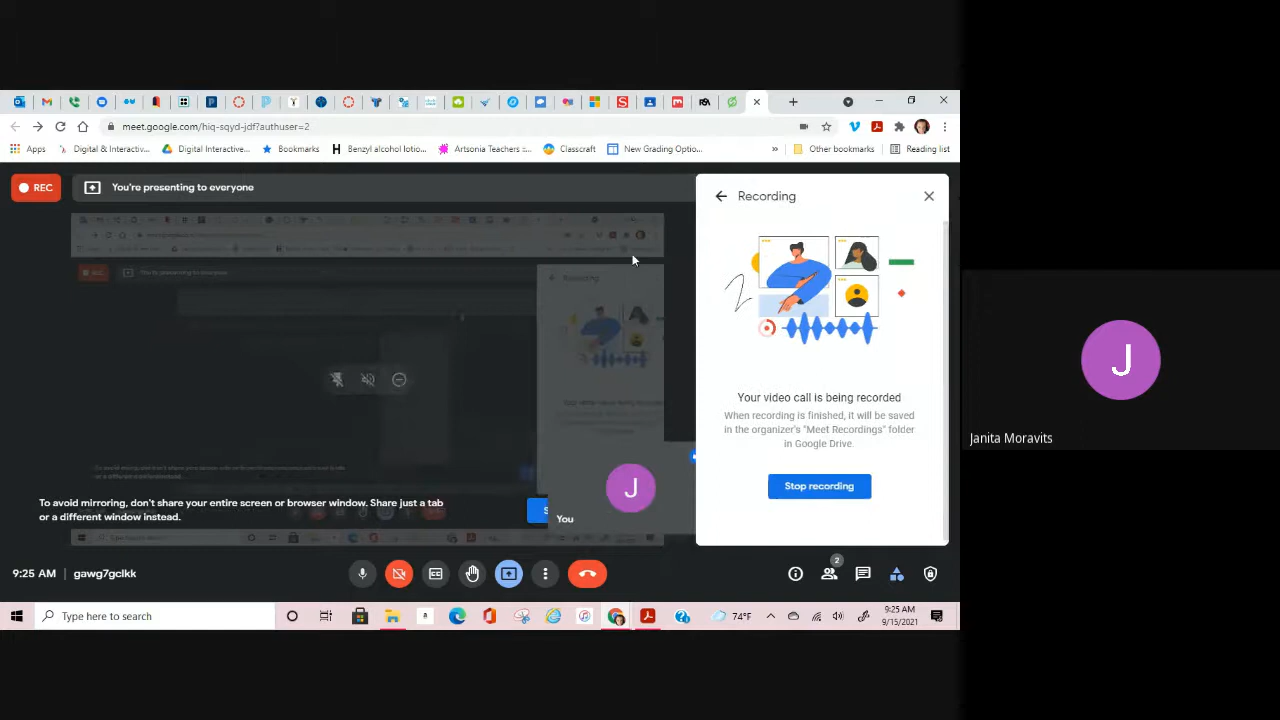 meet.google.com/hiq-sqyd-jdf?authuser=2
Apps Digital & Interactiv... Digital Interactive... Bookmarks Benzyl alcohol lotio... Artsonia Teachers ::... Classcraft New Grading Optio... » Other bookmarks Reading list
REC You're presenting to everyone
Recording
Your video call is being recorded
When recording is finished, it will be saved
in the organizer's "Meet Recordings" folder
in Google Drive.
Stop recording
To avoid mirroring, don't share your entire screen or browser window. Share just a tab
or a different window instead.
S
J
You
J
Janita Moravits
9:25 AM | gawg7gclkk
2
Type here to search
74°F
9:25 AM
9/15/2021